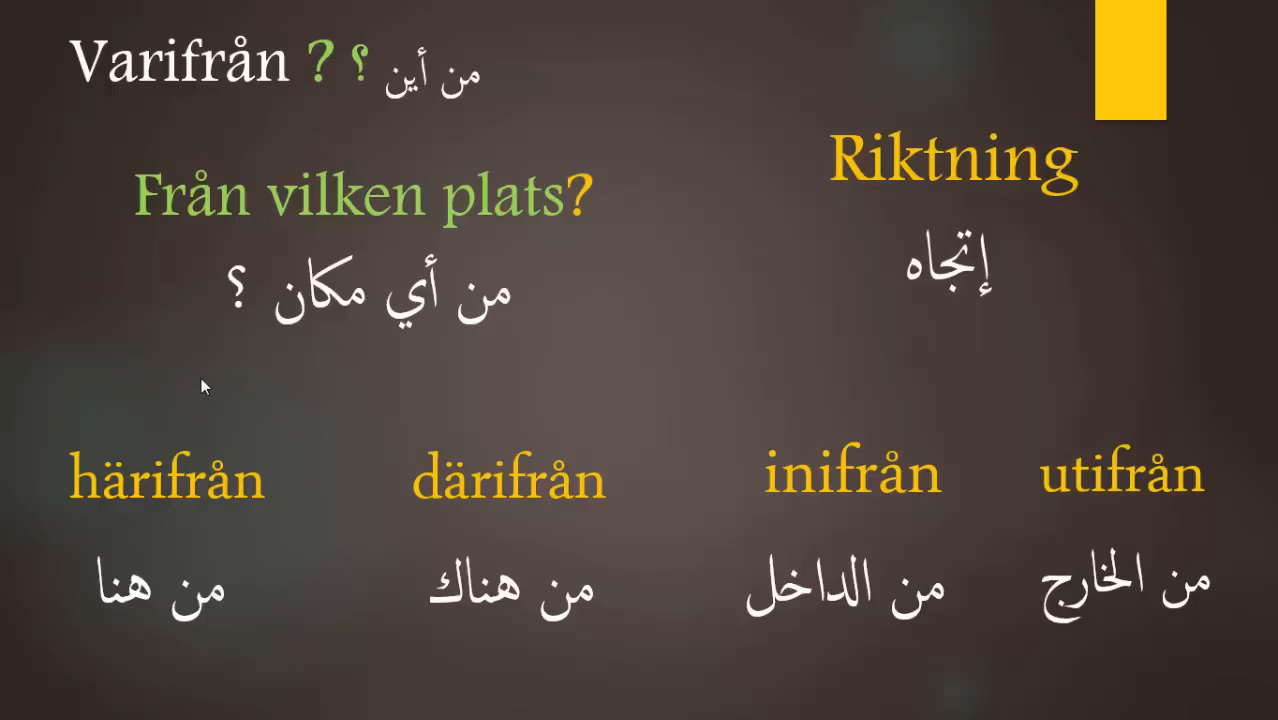 Varifrån ? ؟ من أين
Riktning
Från vilken plats?
إتجاه
من أي مكان ؟
härifrån därifrån inifrån utifrån
من هنا من هناك من الداخل من الخارج